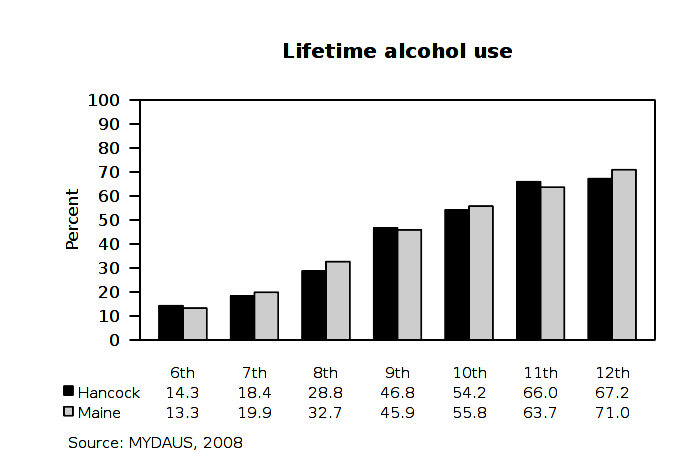 Lifetime alcohol use
100
90
80
70
60
50
40
30
20
10
0
Percent
6th 7th 8th 9th 10th 11th 12th
Hancock 14.3 18.4 28.8 46.8 54.2 66.0 67.2
Maine 13.3 19.9 32.7 45.9 55.8 63.7 71.0
Source: MYDAUS, 2008